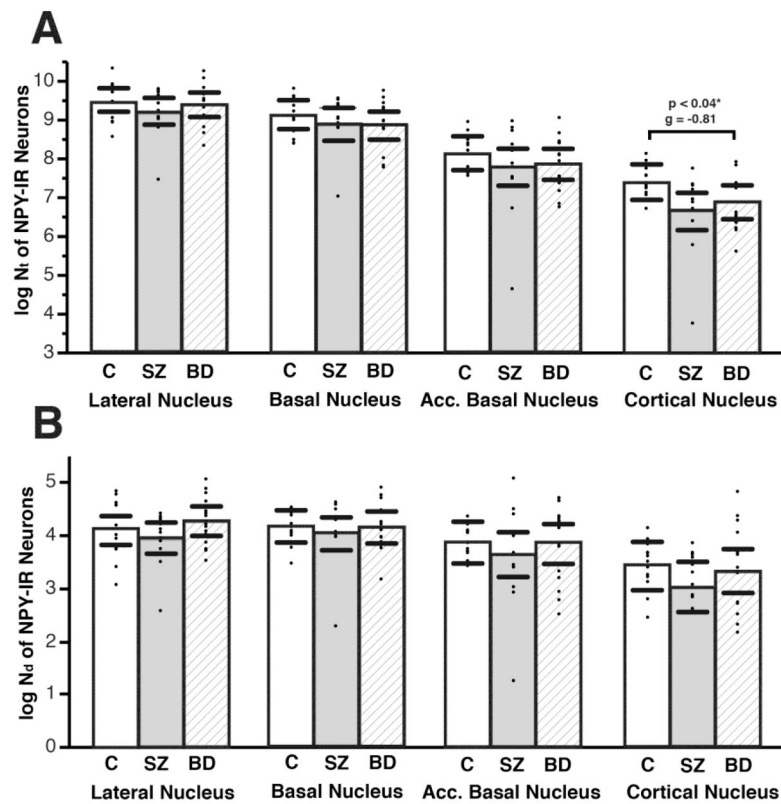 A
log Nt of NPY-IR Neurons
10
9
8
7
6
5
4
3
p < 0.04*
g = -0.81
C SZ BD C SZ BD C SZ BD C SZ BD
Lateral Nucleus Basal Nucleus Acc. Basal Nucleus Cortical Nucleus
B
log Nd of NPY-IR Neurons
5
4
3
2
1
0
C SZ BD C SZ BD C SZ BD C SZ BD
Lateral Nucleus Basal Nucleus Acc. Basal Nucleus Cortical Nucleus